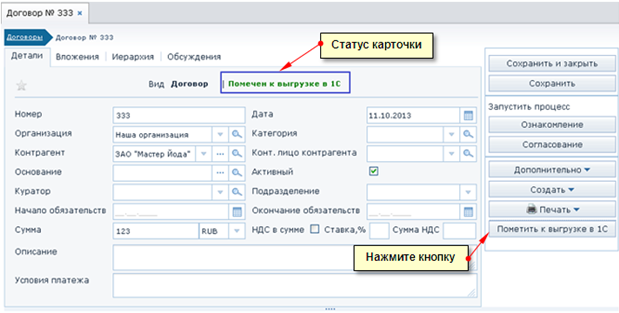 Договор № 333 ×
Договоры Договор № 333
Статус карточки
Детали Вложения Иерархия Обсуждения
Вид Договор | Помечен к выгрузке в 1С
Номер 333 Дата 11.10.2013
Организация Наша организация Категория
Контрагент ЗАО "Мастер Йода" ... Конт. лицо контрагента
Основание ... Активный
Куратор Подразделение
Начало обязательств __.__.____ Окончание обязательств __.__.____
Сумма 123 RUB НДС в сумме Ставка,% Сумма НДС
Описание
Нажмите кнопку
Условия платежа
Сохранить и закрыть
Сохранить
Запустить процесс
Ознакомление
Согласование
Дополнительно
Создать
Печать
Пометить к выгрузке в 1С